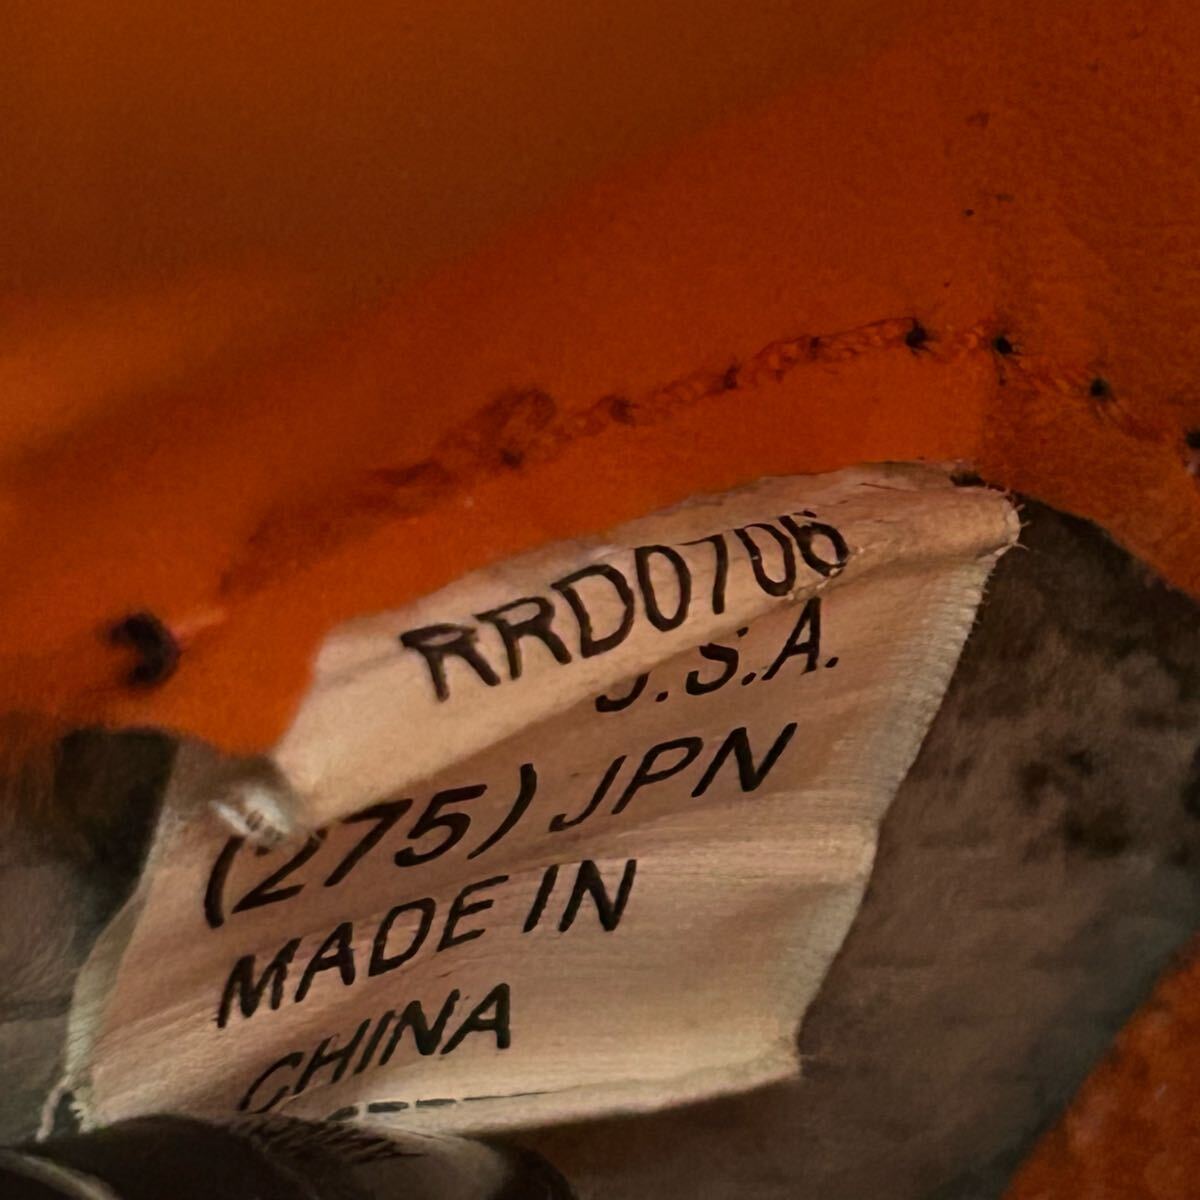 RRD0706
U.S.A.
(275) JPN
MADE IN
CHINA